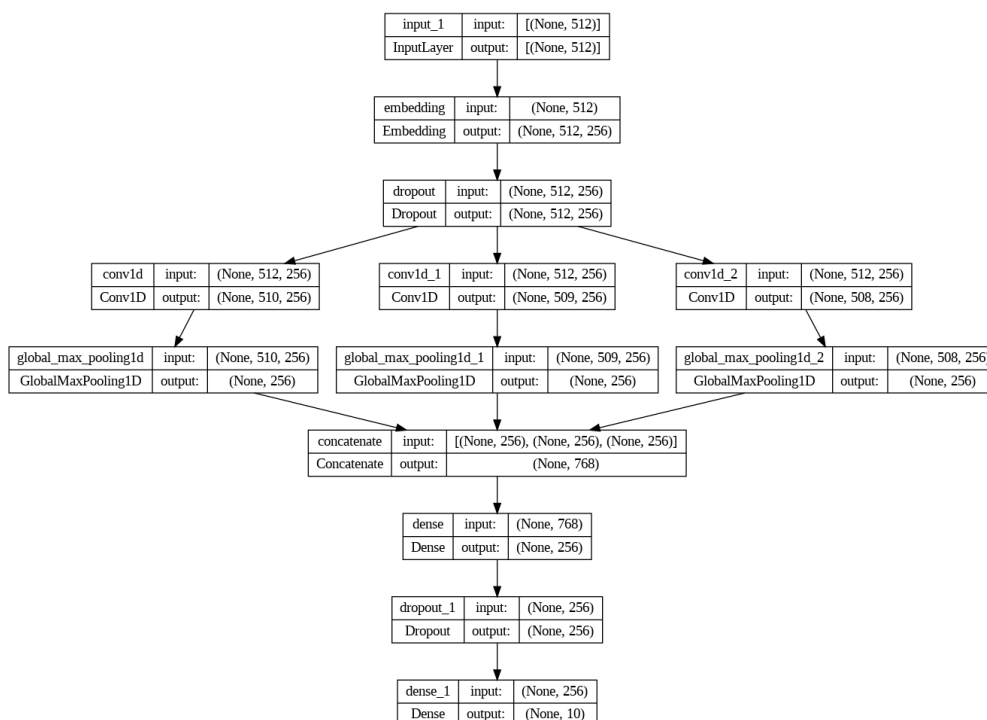 input_1 input: [(None, 512)]
InputLayer output: [(None, 512)]
embedding input: (None, 512)
Embedding output: (None, 512, 256)
dropout input: (None, 512, 256)
Dropout output: (None, 512, 256)
conv1d input: (None, 512, 256)
Conv1D output: (None, 510, 256)
conv1d_1 input: (None, 512, 256)
Conv1D output: (None, 509, 256)
conv1d_2 input: (None, 512, 256)
Conv1D output: (None, 508, 256)
global_max_pooling1d input: (None, 510, 256)
GlobalMaxPooling1D output: (None, 256)
global_max_pooling1d_1 input: (None, 509, 256)
GlobalMaxPooling1D output: (None, 256)
global_max_pooling1d_2 input: (None, 508, 256)
GlobalMaxPooling1D output: (None, 256)
concatenate input: [(None, 256), (None, 256), (None, 256)]
Concatenate output: (None, 768)
dense input: (None, 768)
Dense output: (None, 256)
dropout_1 input: (None, 256)
Dropout output: (None, 256)
dense_1 input: (None, 256)
Dense output: (None, 10)